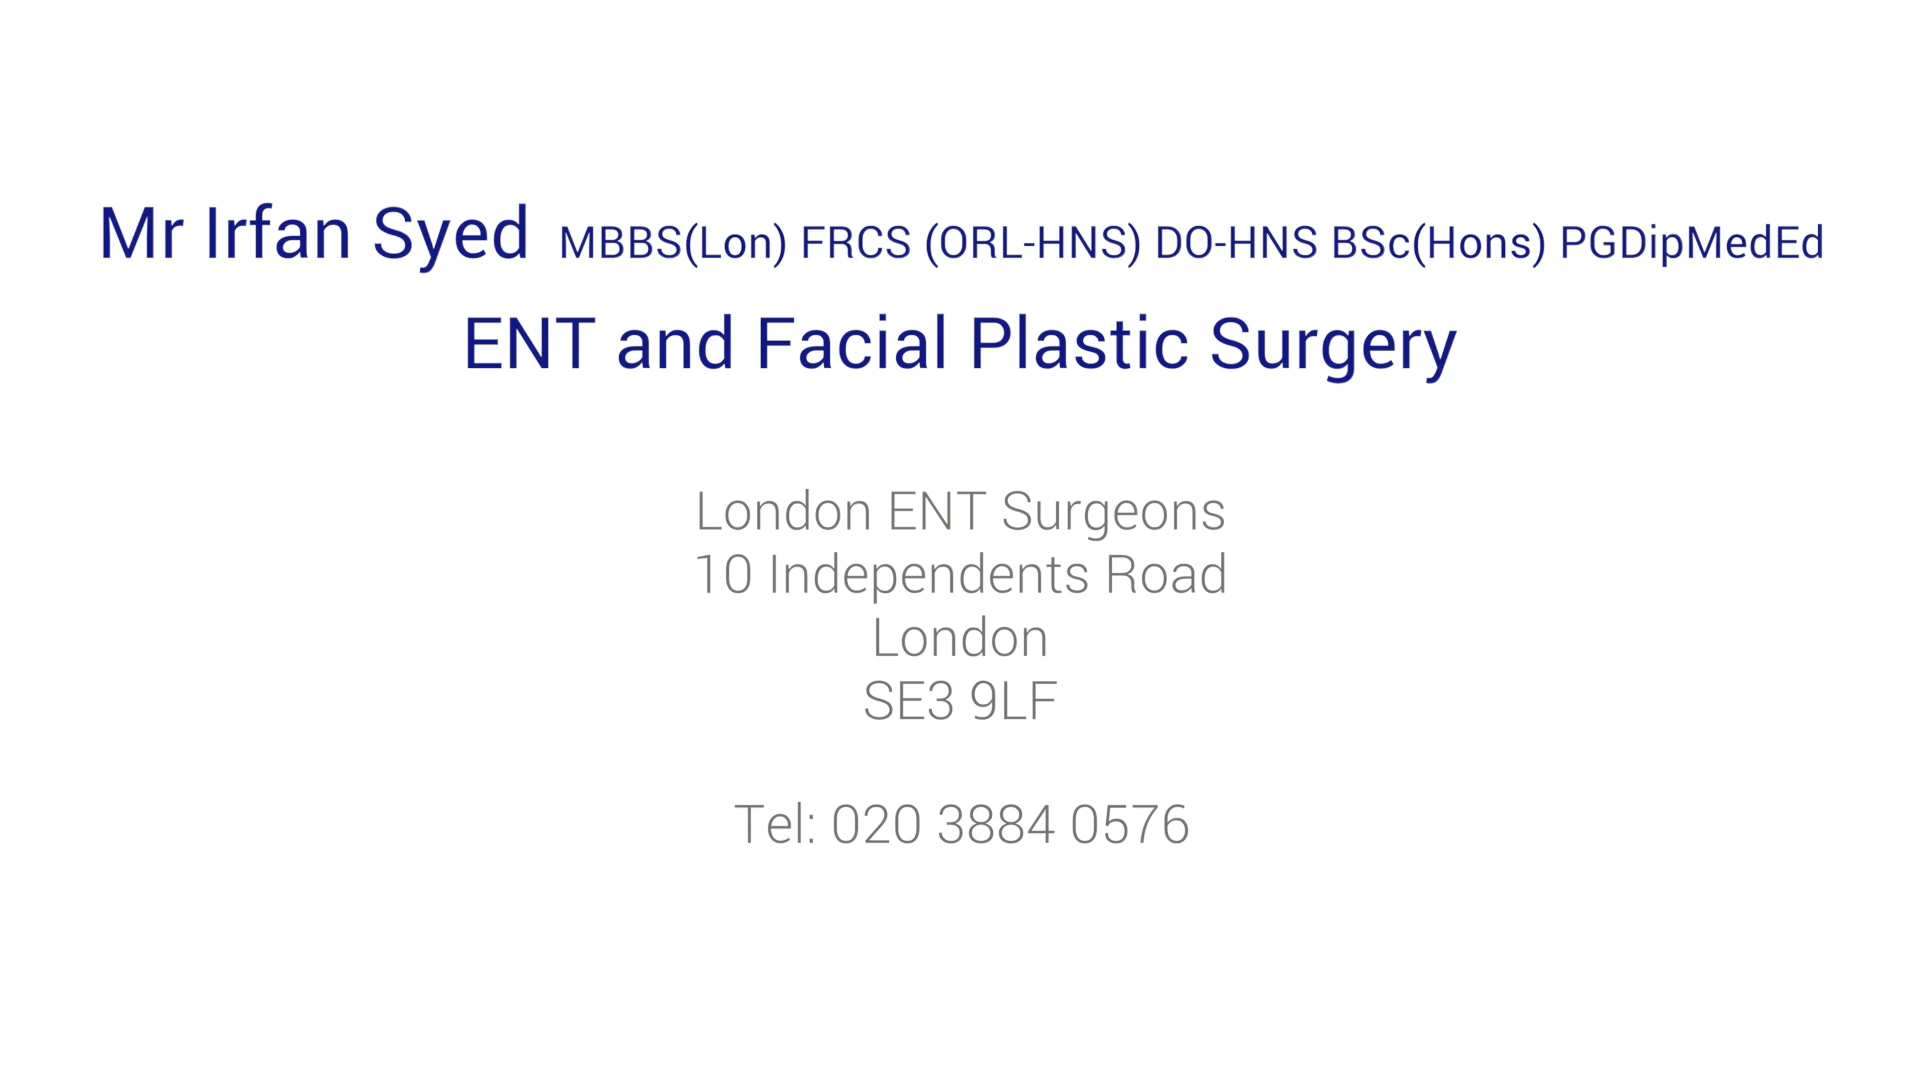 Mr Irfan Syed MBBS(Lon) FRCS (ORL-HNS) DO-HNS BSc(Hons) PGDipMedEd
ENT and Facial Plastic Surgery
London ENT Surgeons
10 Independents Road
London
SE3 9LF
Tel: 020 3884 0576